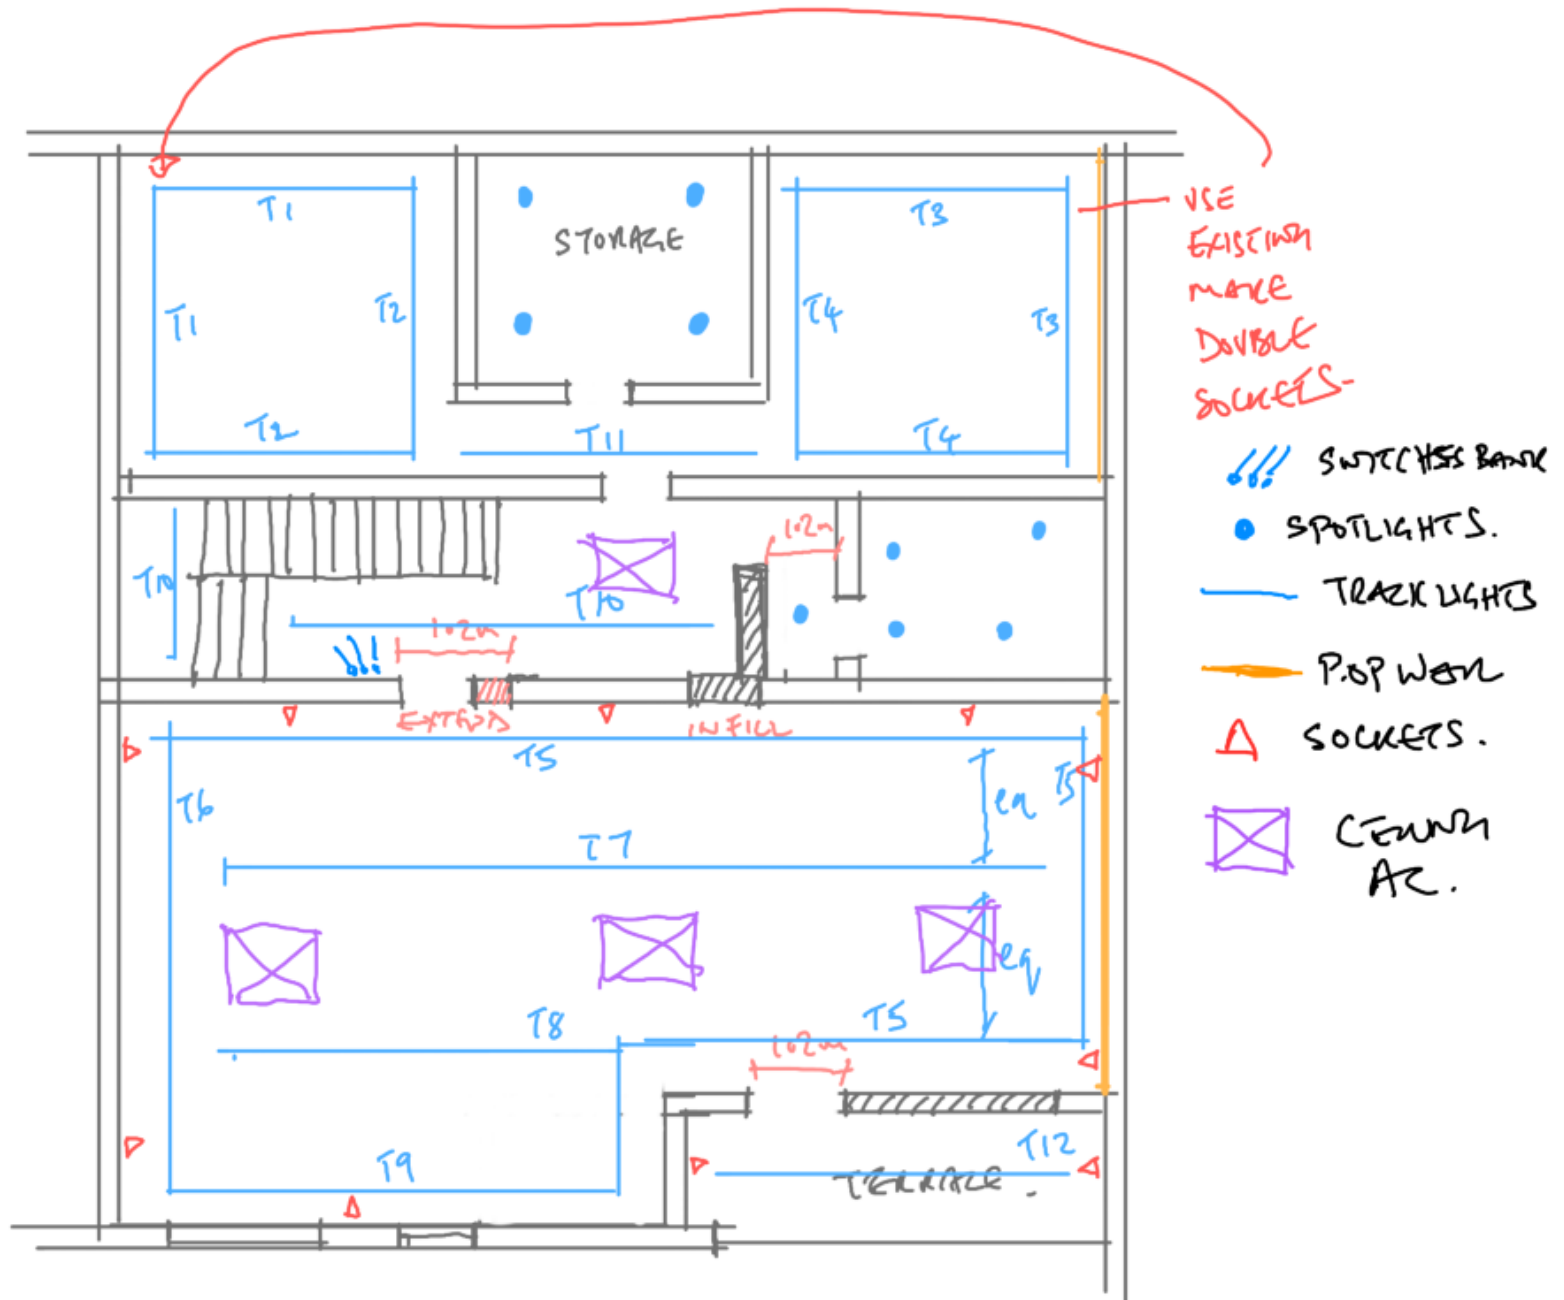 T1
T1
T2
T2
STORAGE
T11
T3
T4
T3
T4
USE
EXISTING
MAKE
DOUBLE
SOCKETS-
SWITCHES BANK
SPOTLIGHTS.
TRACK LIGHTS
P.OP WALL
SOCKETS.
CEILING
AC.
T10
T10
1.2m
1.2m
EXTEND
INFILL
T5
T5
T6
eq
T7
eq
T8
T5
1.2m
T9
T12
TERRACE.